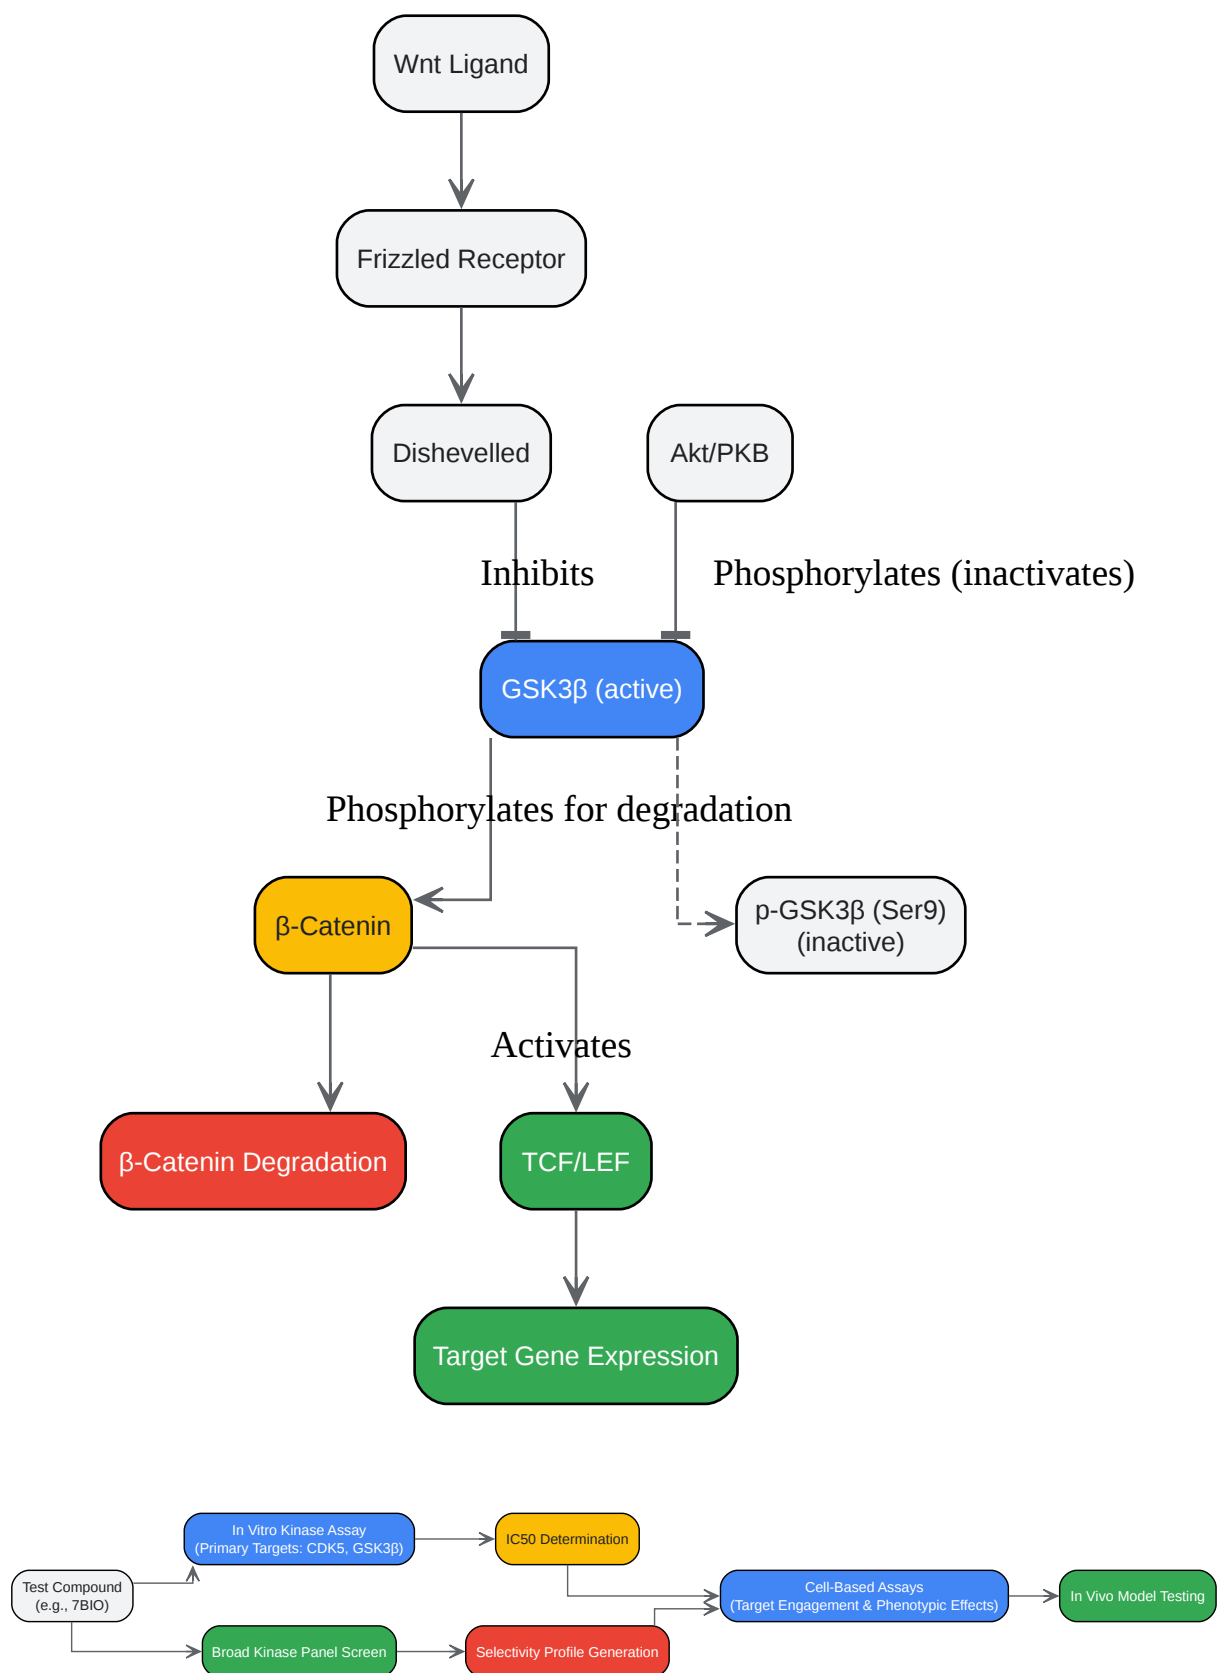 Wnt Ligand
Frizzled Receptor
Dishevelled
Akt/PKB
Inhibits
Phosphorylates (inactivates)
GSK3β (active)
Phosphorylates for degradation
β-Catenin
p-GSK3β (Ser9)
(inactive)
Activates
β-Catenin Degradation
TCF/LEF
Target Gene Expression
In Vitro Kinase Assay
(Primary Targets: CDK5, GSK3β)
IC50 Determination
Test Compound
(e.g., 7BIO)
Cell-Based Assays
(Target Engagement & Phenotypic Effects)
In Vivo Model Testing
Broad Kinase Panel Screen
Selectivity Profile Generation